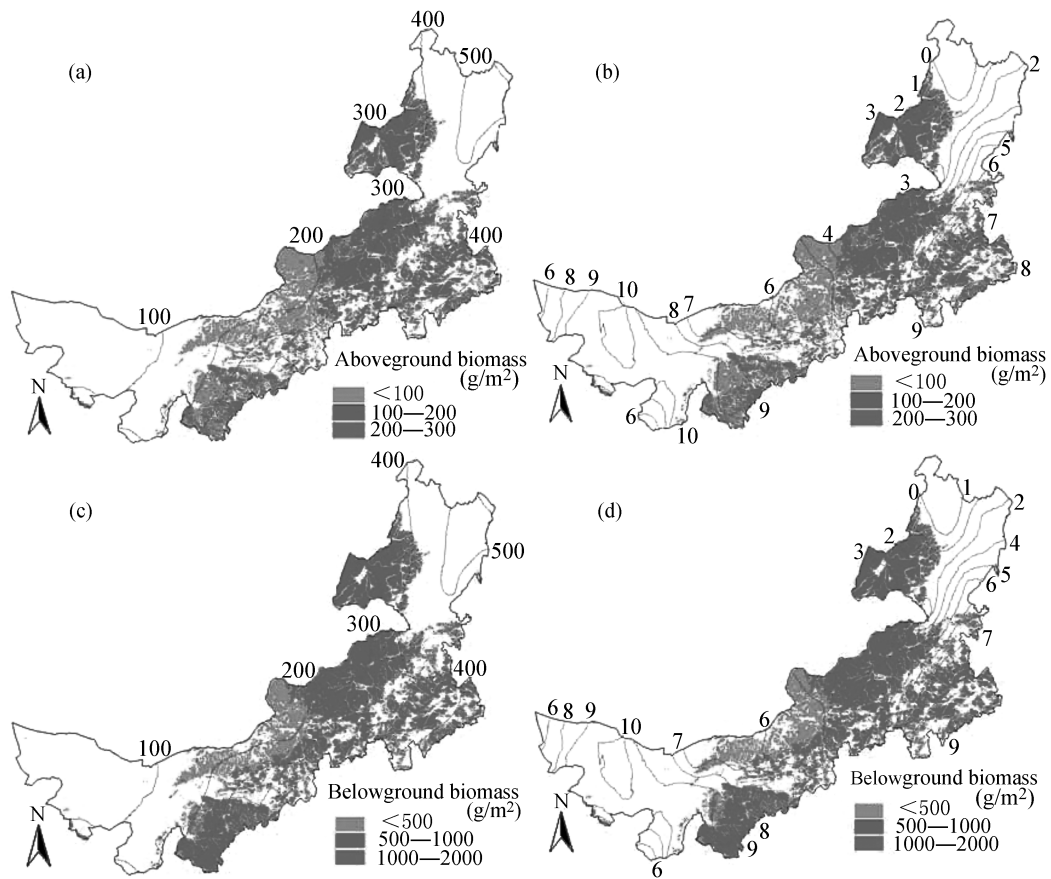 (a)
400
500
300
300
200
400
100
N
Aboveground biomass
(g/m²)
<100
100—200
200—300
(b)
0
2
1
2
3
5
6
3
7
4
8
6 8 9 10 8 7 6
9
6
10
9
N
Aboveground biomass
(g/m²)
<100
100—200
200—300
(c)
400
500
300
200
400
100
N
Belowground biomass
(g/m²)
<500
500—1000
1000—2000
(d)
0
1
2
2
3
4
5
6
7
6 8 9 10 7 6
9
8
9
6
N
Belowground biomass
(g/m²)
<500
500—1000
1000—2000